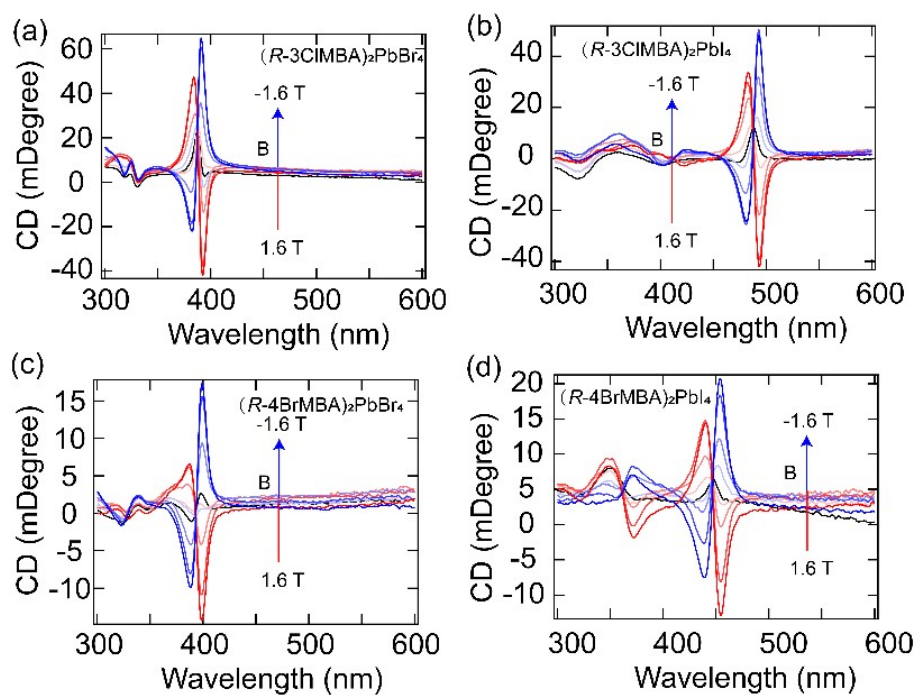 (a)
(R-3ClMBA)₂PbBr₄
-1.6 T
B
1.6 T
CD (mDegree)
60
40
20
0
-20
-40
300
400
500
600
Wavelength (nm)
(b)
(R-3ClMBA)₂PbI₄
-1.6 T
B
1.6 T
CD (mDegree)
40
20
0
-20
-40
300
400
500
600
Wavelength (nm)
(c)
(R-4BrMBA)₂PbBr₄
-1.6 T
B
1.6 T
CD (mDegree)
15
10
5
0
-5
-10
300
400
500
600
Wavelength (nm)
(d)
(R-4BrMBA)₂PbI₄
-1.6 T
B
1.6 T
CD (mDegree)
20
15
10
5
0
-5
-10
300
400
500
600
Wavelength (nm)